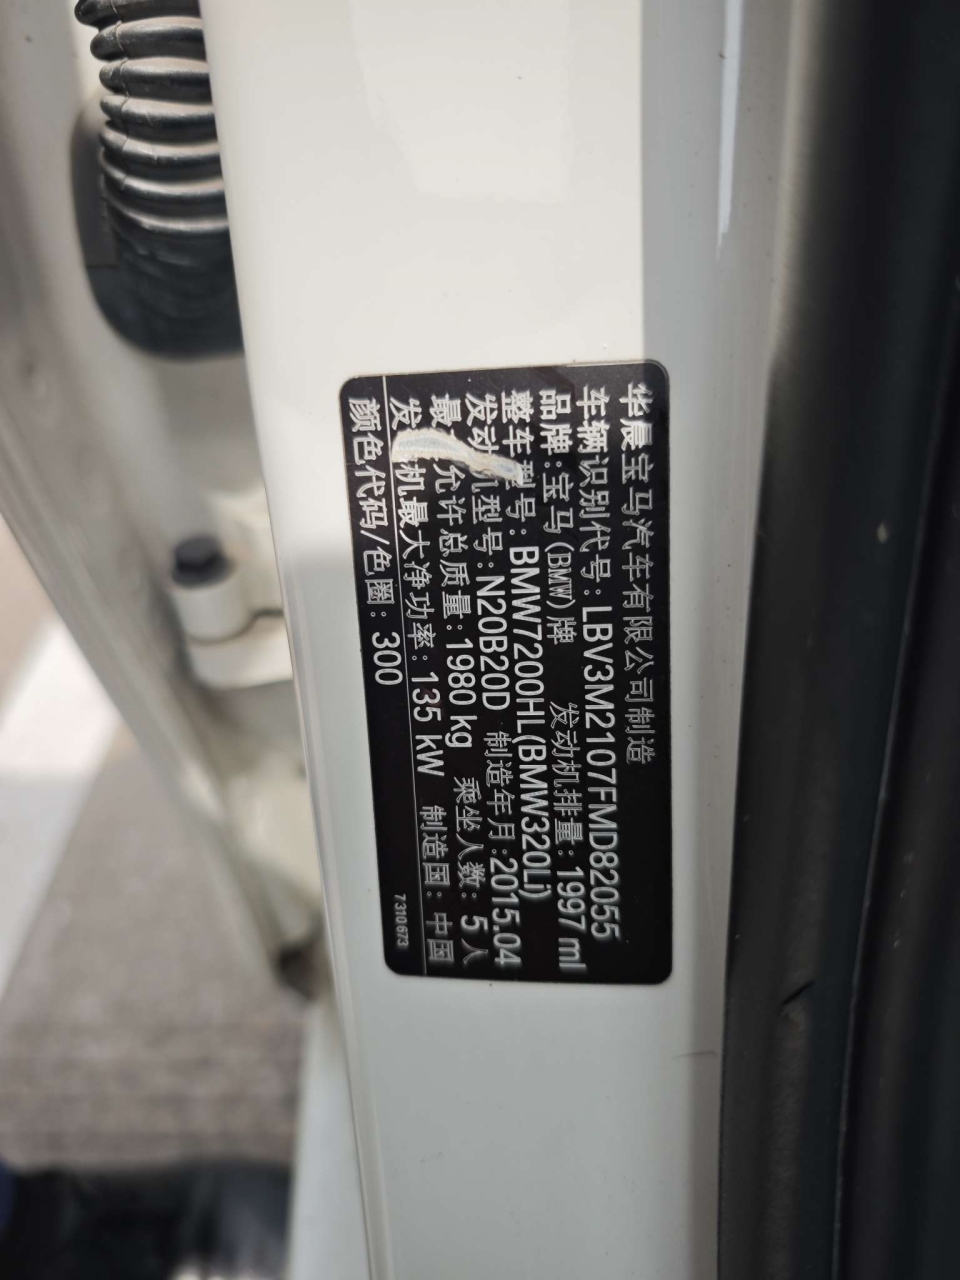 华晨宝马汽车有限公司制造
车辆识别代号:LBV3M2107FMD82055
品牌:宝马(BMW)牌 发动机排量:1997 ml
整车型号:BMW7200HL(BMW320Li)
发动机型号:N20B20D 制造年月:2015.04
最 允许总质量:1980 kg 乘坐人数:5人
发 机最大净功率:135 kW 制造国:中国
颜色代码/色圈:300 7310673